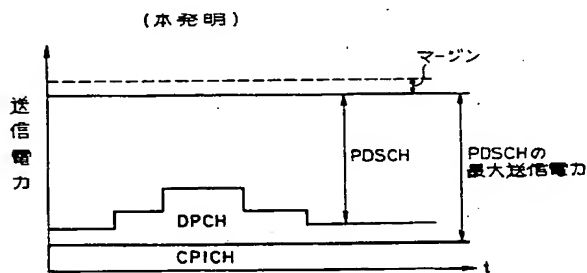 (本発明)
マージン
送信電力
PDSCH
PDSCHの
最大送信電力
DPCH
CPICH
t